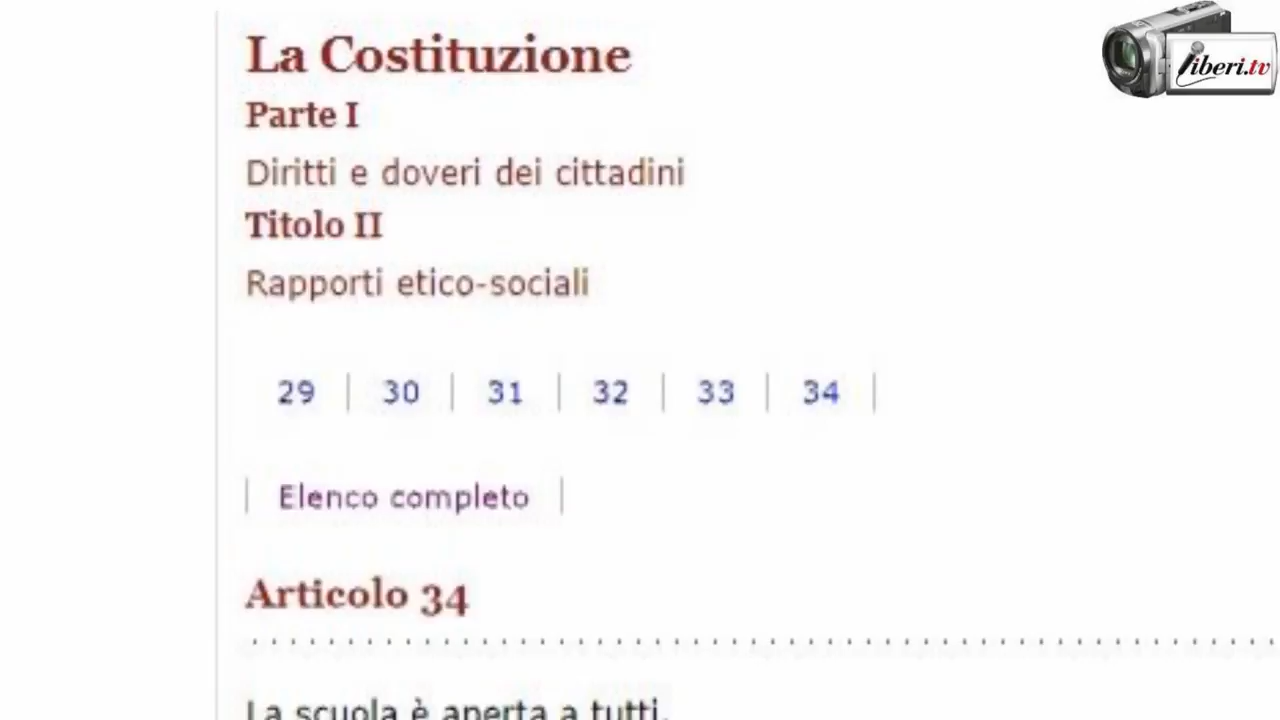 La Costituzione
Parte I
Diritti e doveri dei cittadini
Titolo II
Rapporti etico-sociali
29 | 30 | 31 | 32 | 33 | 34 |
| Elenco completo |
Articolo 34
La scuola è aperta a tutti.
liberi.tv